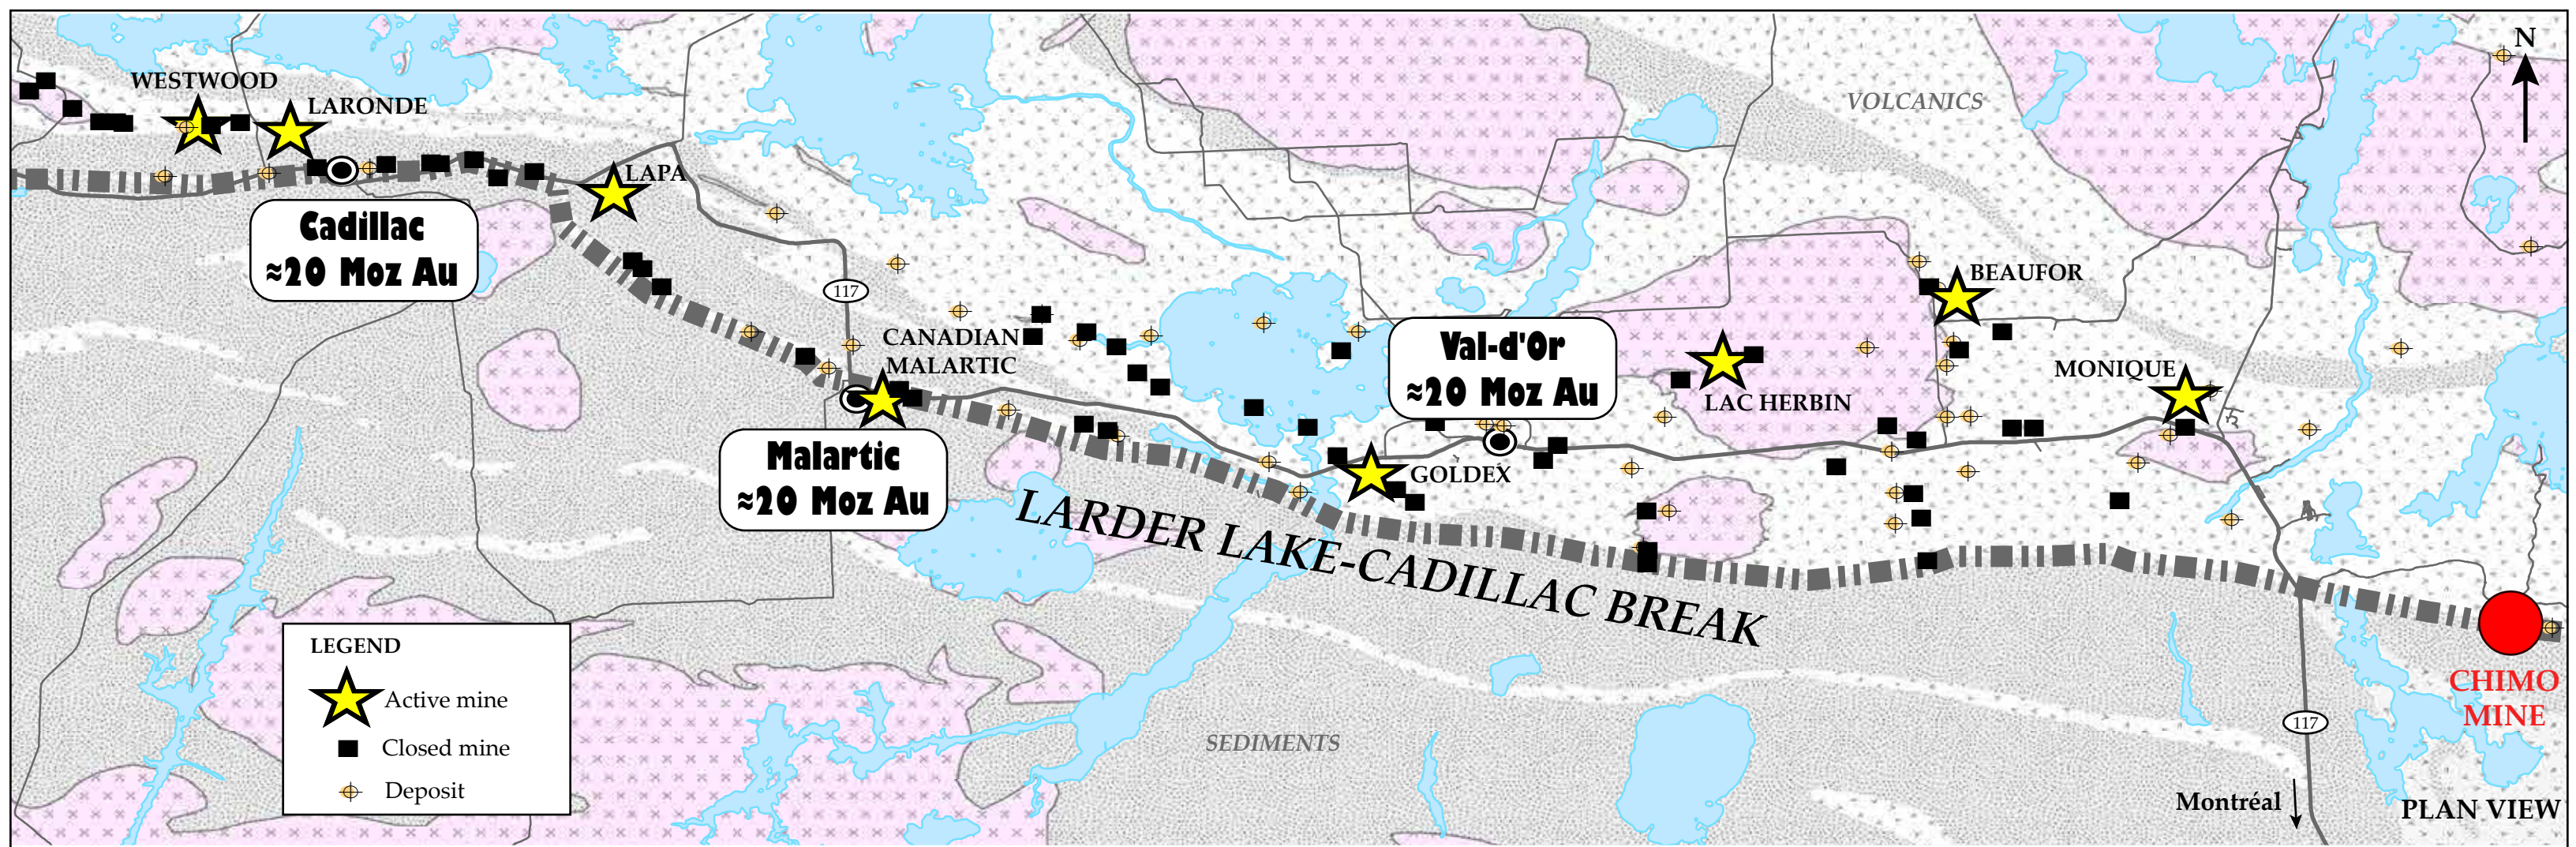 N
WESTWOOD
LARONDE
VOLCANICS
LAPA
Cadillac
≈20 Moz Au
117
BEAUFOR
CANADIAN
MALARTIC
Val-d'Or
≈20 Moz Au
MONIQUE
LAC HERBIN
Malartic
≈20 Moz Au
GOLDEX
LARDER LAKE-CADILLAC BREAK
LEGEND
Active mine
Closed mine
Deposit
SEDIMENTS
CHIMO
MINE
117
Montréal
PLAN VIEW